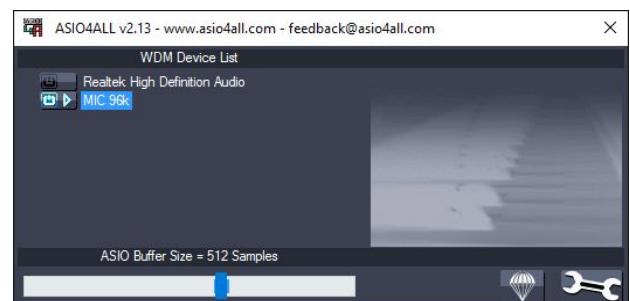 ASIO4ALL v2.13 - www.asio4all.com - feedback@asio4all.com
WDM Device List
Realtek High Definition Audio
MIC 96k
ASIO Buffer Size = 512 Samples